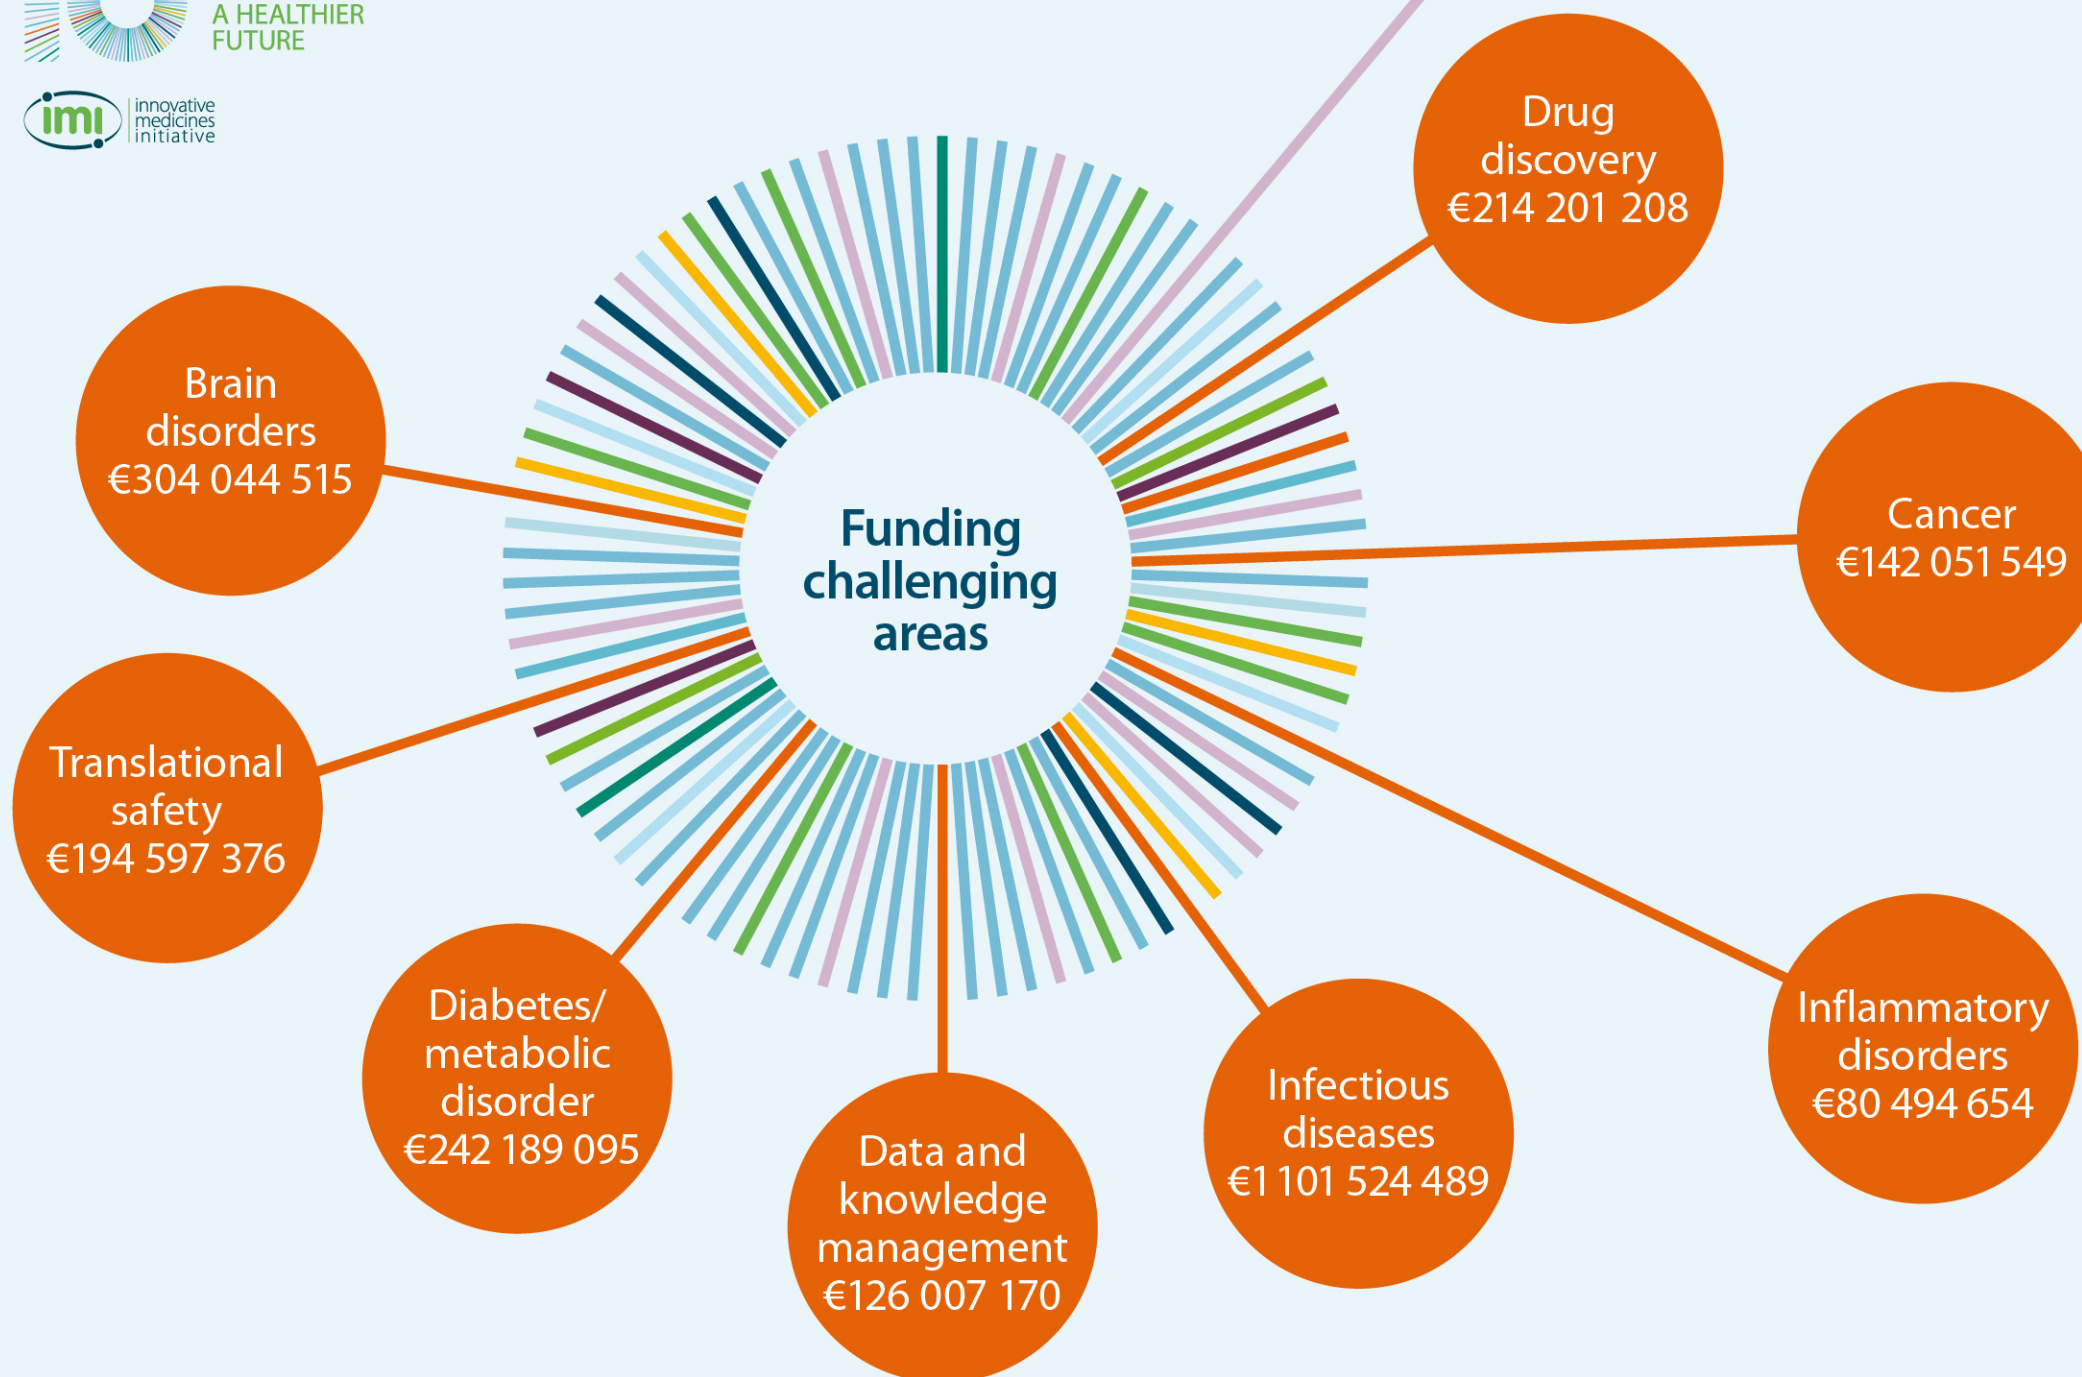 A HEALTHIER
FUTURE
imi
innovative
medicines
initiative
Drug
discovery
€214 201 208
Brain
disorders
€304 044 515
Cancer
€142 051 549
Funding
challenging
areas
Translational
safety
€194 597 376
Diabetes/
metabolic
disorder
€242 189 095
Data and
knowledge
management
€126 007 170
Infectious
diseases
€1 101 524 489
Inflammatory
disorders
€80 494 654